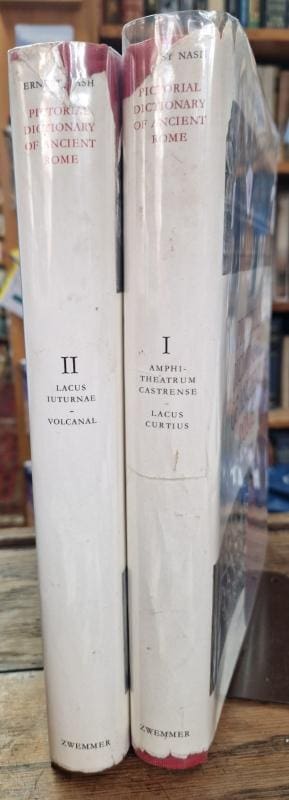 ERNEST NASH
PICTORIAL
DICTIONARY
OF ANCIENT
ROME
II
LACUS
IUTURNAE
–
VOLCANAL
ZWEMMER
NASH
PICTORIAL
DICTIONARY
OF ANCIENT
ROME
I
AMPHI-
THEATRUM
CASTRENSE
–
LACUS
CURTIUS
ZWEMMER